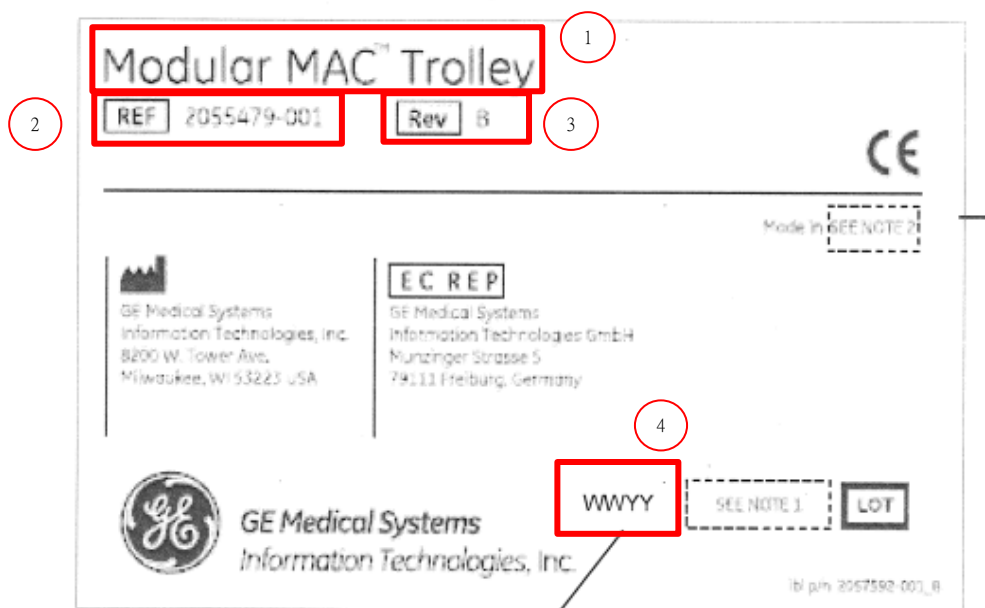 1
Modular MAC™ Trolley
2
REF 2055479-001
Rev B
3
CE
Made in SEE NOTE 2
GE Medical Systems
Information Technologies, Inc.
8200 W. Tower Ave.
Milwaukee, WI 53223 USA
EC REP
GE Medical Systems
Information Technologies GmbH
Munzinger Strasse 5
79111 Freiburg, Germany
4
GE
GE Medical Systems
Information Technologies, Inc.
WWYY
SEE NOTE 1
LOT
lbl p/n 2057592-001_B